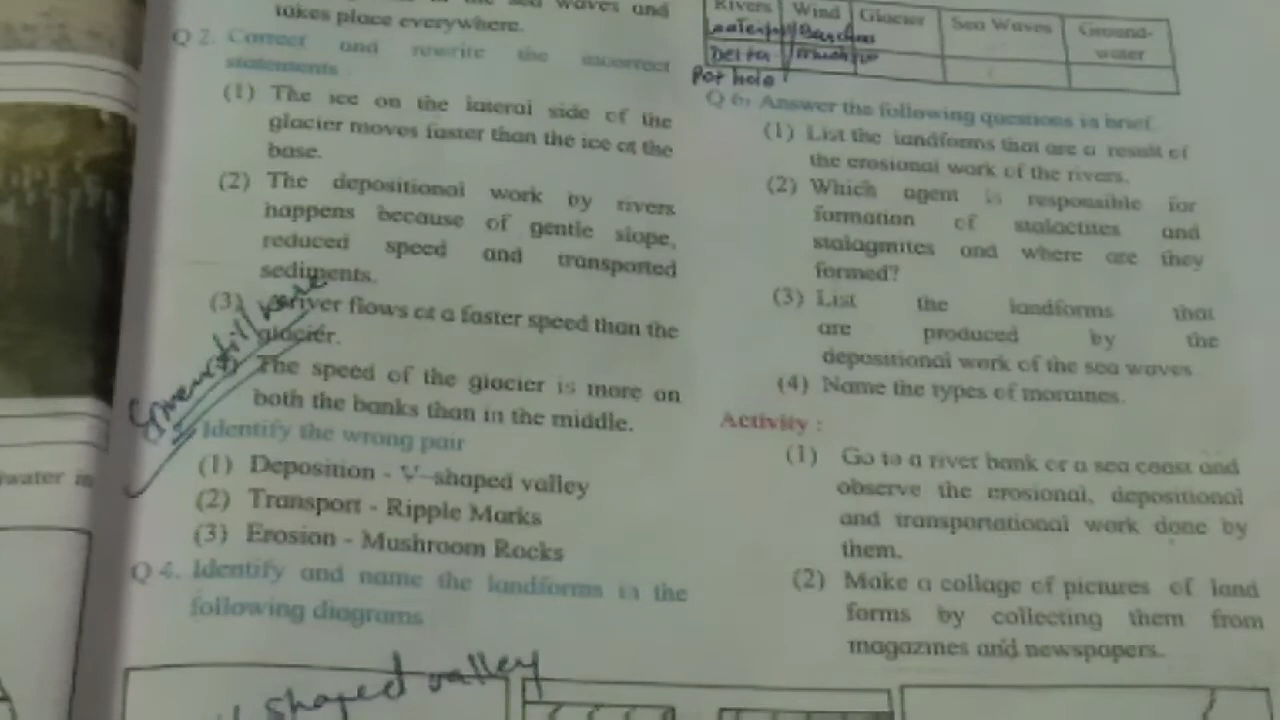 sea waves and
takes place everywhere.
Q 2. Correct and rewrite the incorrect
statements
(1) The ice on the lateral side of the
glacier moves faster than the ice at the
base.
(2) The depositional work by rivers
happens because of gentle slope,
reduced speed and transported
sediments.
(3) river flows at a faster speed than the
glacier.
The speed of the glacier is more on
both the banks than in the middle.
Identify the wrong pair
(1) Deposition - V-shaped valley
(2) Transport - Ripple Marks
(3) Erosion - Mushroom Rocks
Q 4. Identify and name the landforms in the
following diagrams
shaped valley
water
Rivers Wind Glacier Sea Waves Ground-
water
Delta
Pot hole
Q 6. Answer the following questions in brief.
(1) List the landforms that are a result of
the erosional work of the rivers.
(2) Which agent is responsible for
formation of stalactites and
stalagmites and where are they
formed?
(3) List the landforms that
are produced by the
depositional work of the sea waves
(4) Name the types of moraines.
Activity :
(1) Go to a river bank or a sea coast and
observe the erosional, depositional
and transportational work done by
them.
(2) Make a collage of pictures of land
forms by collecting them from
magazines and newspapers.